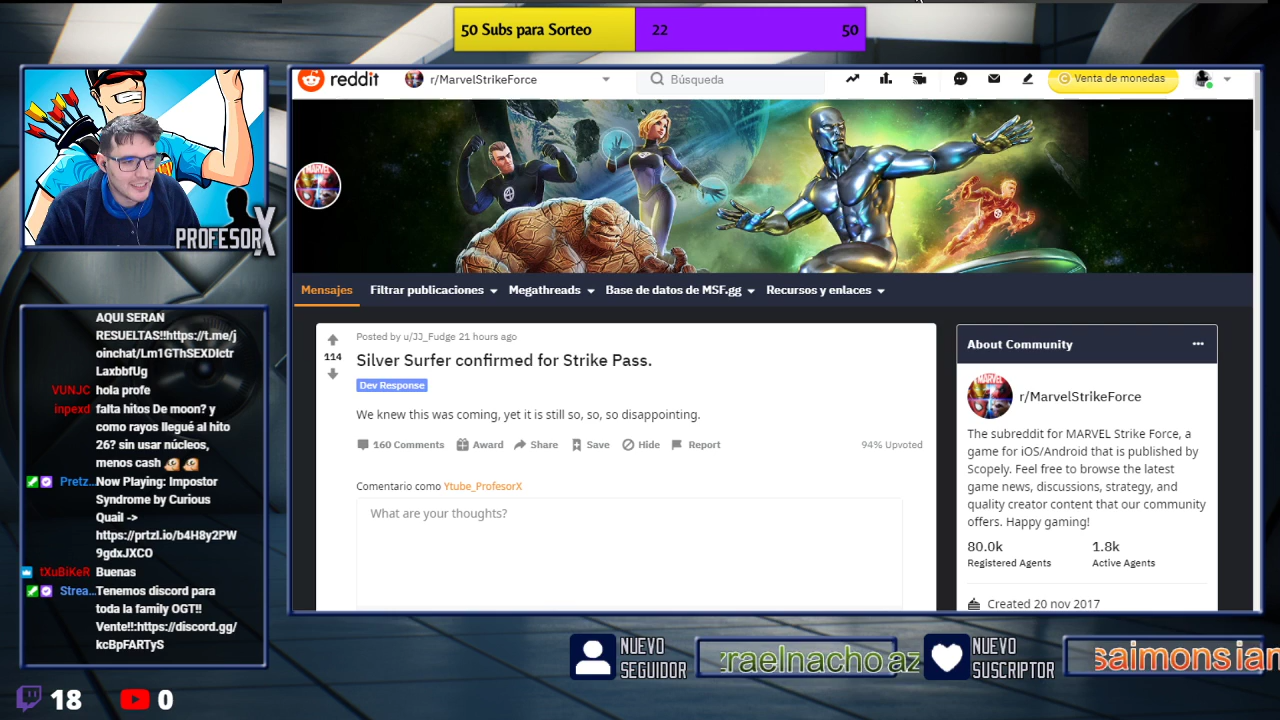 50 Subs para Sorteo
22
50
reddit
r/MarvelStrikeForce
Búsqueda
Venta de monedas
PROFESOR X
MARVEL
Mensajes
Filtrar publicaciones
Megathreads
Base de datos de MSF.gg
Recursos y enlaces
AQUI SERAN
RESUELTAS!!https://t.me/j
oinchat/Lm1GThSEXDIctr
LaxbbfUg
VUNJC hola profe
inpexd falta hitos De moon? y
como rayos llegué al hito
26? sin usar núcleos,
menos cash
Pretz... Now Playing: Impostor
Syndrome by Curious
Quail ->
https://prtzl.io/b4H8y2PW
9gdxJXCO
tXuBiKeR Buenas
Strea... Tenemos discord para
toda la family OGT!!
Vente!!:https://discord.gg/
kcBpFARTyS
Posted by u/JJ_Fudge 21 hours ago
114
Silver Surfer confirmed for Strike Pass.
Dev Response
We knew this was coming, yet it is still so, so, so disappointing.
160 Comments Award Share Save Hide Report 94% Upvoted
Comentario como Ytube_ProfesorX
What are your thoughts?
About Community
MARVEL
r/MarvelStrikeForce
The subreddit for MARVEL Strike Force, a
game for iOS/Android that is published by
Scopely. Feel free to browse the latest
game news, discussions, strategy, and
quality creator content that our community
offers. Happy gaming!
80.0k 1.8k
Registered Agents Active Agents
Created 20 nov 2017
NUEVO
SEGUIDOR
zraelnacho az
NUEVO
SUSCRIPTOR
saimons ian
18
0